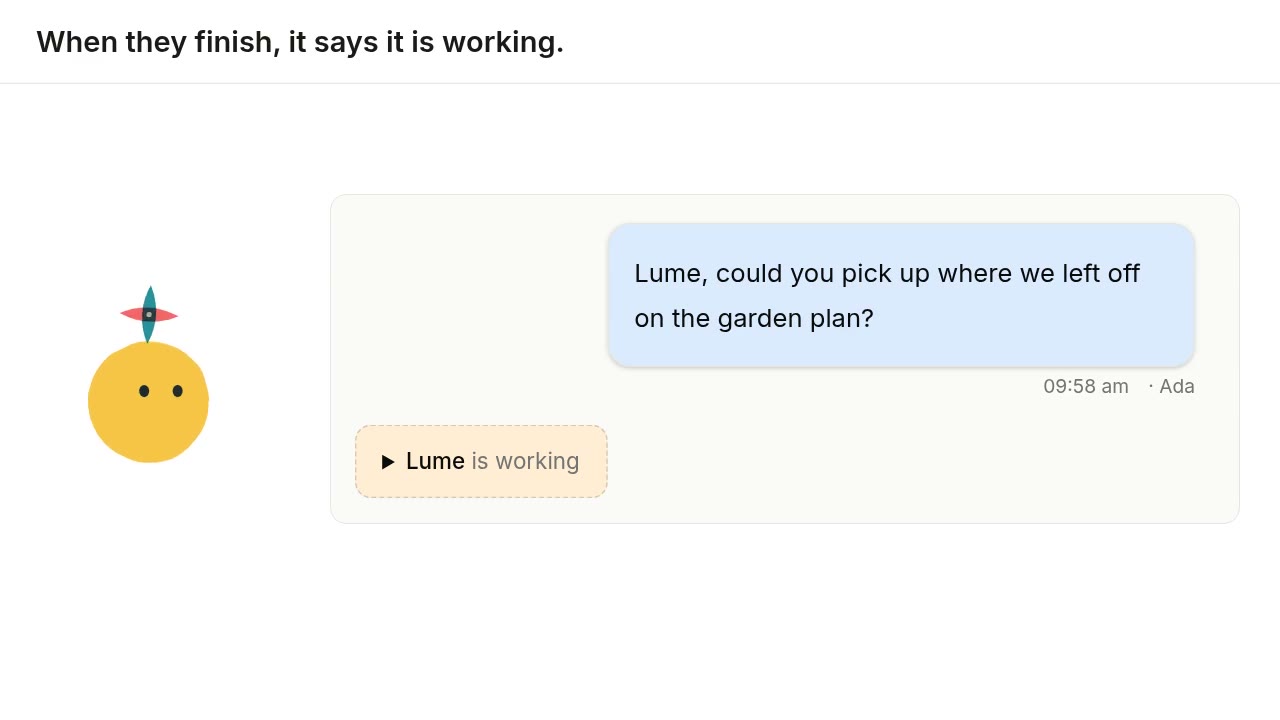 When they finish, it says it is working.
Lume, could you pick up where we left off
on the garden plan?
09:58 am · Ada
Lume is working